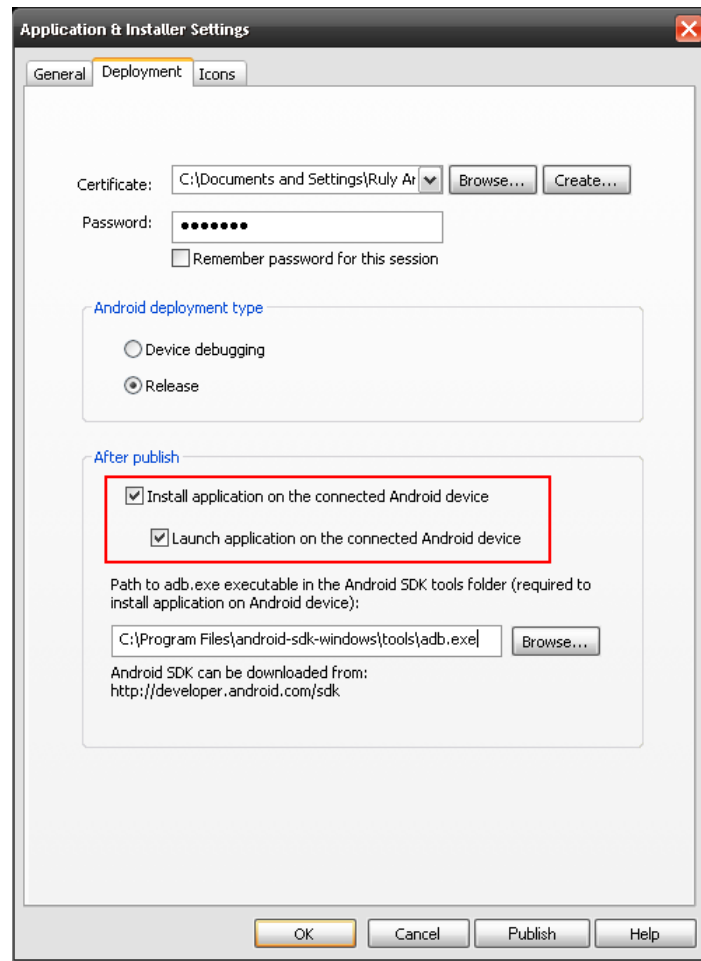 Application & Installer Settings
General Deployment Icons
Certificate: C:\Documents and Settings\Ruly Ar Browse... Create...
Password: •••••••
Remember password for this session
Android deployment type
Device debugging
Release
After publish
Install application on the connected Android device
Launch application on the connected Android device
Path to adb.exe executable in the Android SDK tools folder (required to
install application on Android device):
C:\Program Files\android-sdk-windows\tools\adb.exe Browse...
Android SDK can be downloaded from:
http://developer.android.com/sdk
OK Cancel Publish Help